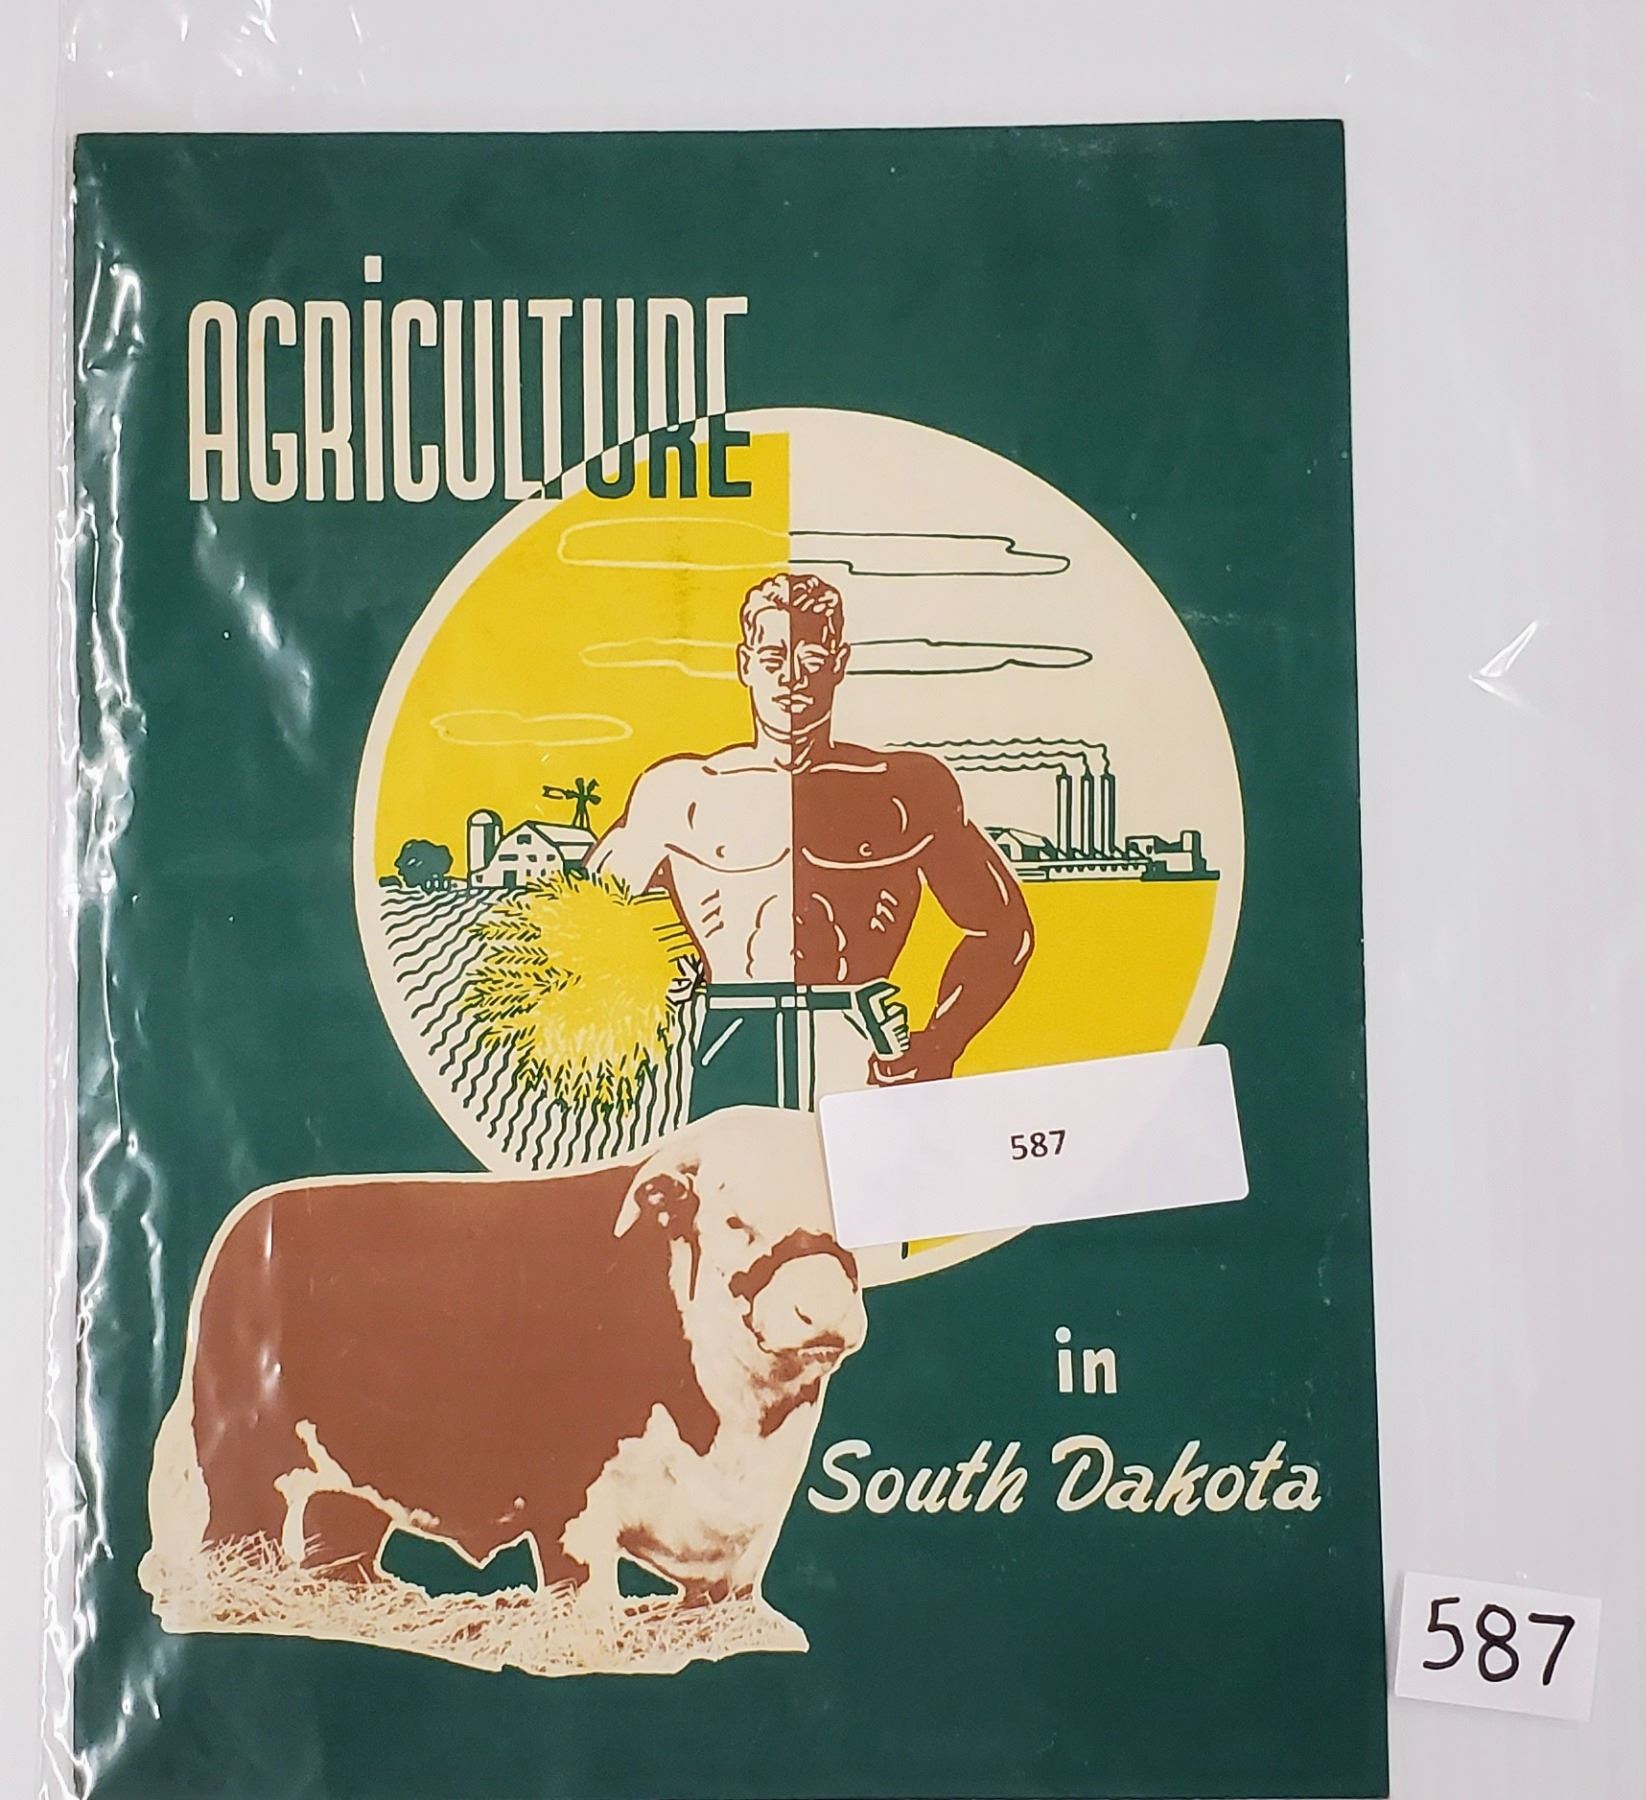 AGRiCULTURE
587
in
South Dakota
587